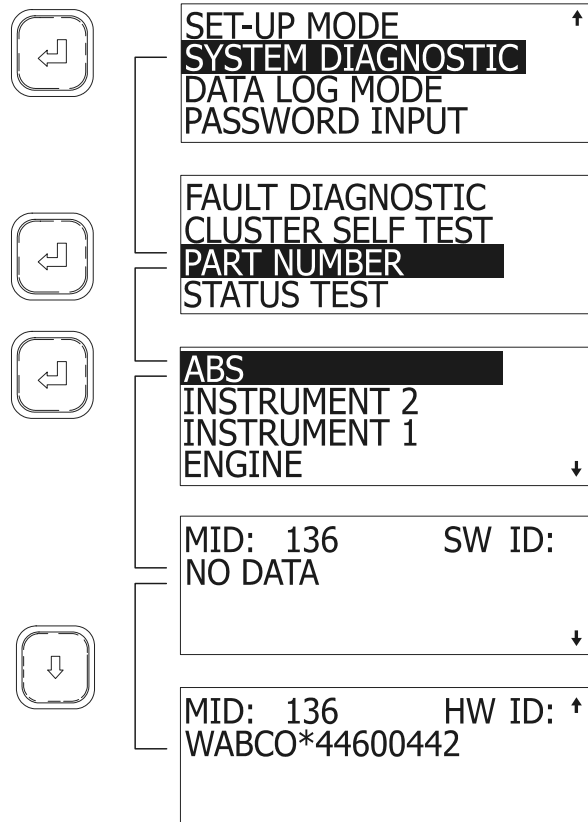 SET-UP MODE
SYSTEM DIAGNOSTIC
DATA LOG MODE
PASSWORD INPUT
FAULT DIAGNOSTIC
CLUSTER SELF TEST
PART NUMBER
STATUS TEST
ABS
INSTRUMENT 2
INSTRUMENT 1
ENGINE
MID: 136 SW ID:
NO DATA
MID: 136 HW ID:
WABCO*44600442